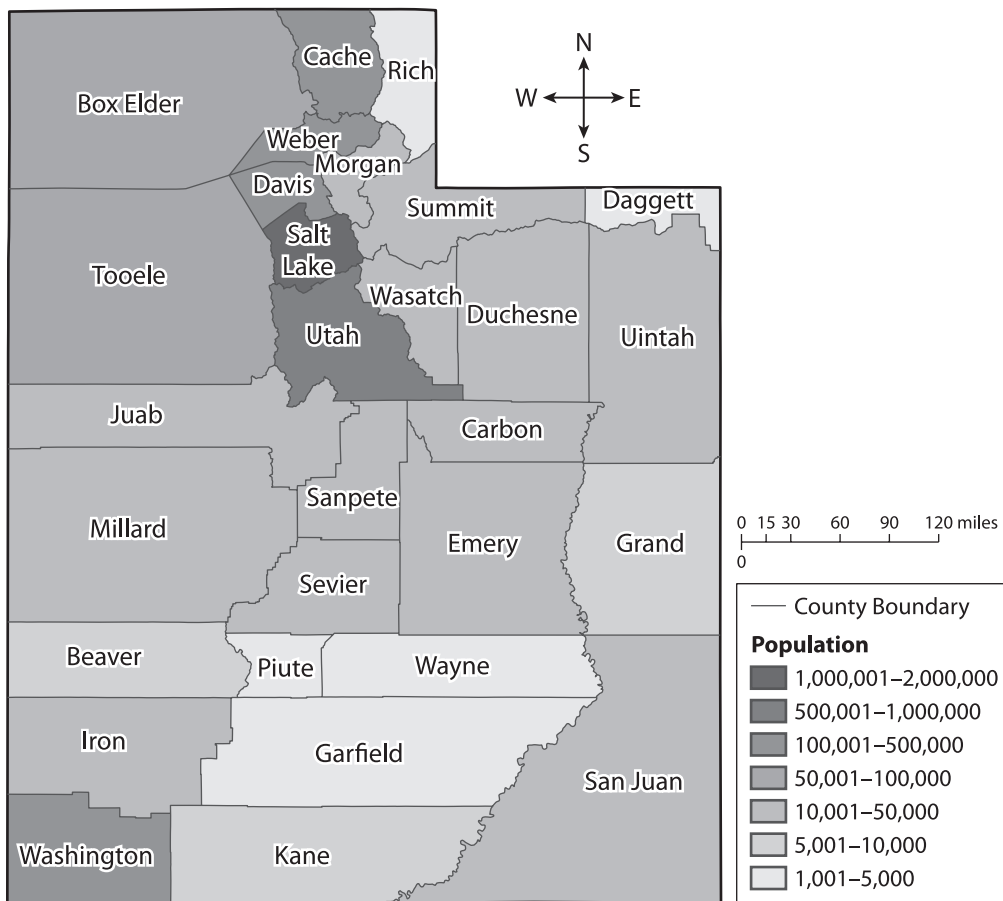 N
W E
S
Cache
Rich
Box Elder
Weber
Morgan
Davis
Summit
Daggett
Salt
Lake
Tooele
Wasatch
Duchesne
Uintah
Utah
Juab
Carbon
Sanpete
Millard
Emery
Grand
Sevier
Beaver
Piute
Wayne
Iron
Garfield
San Juan
Washington
Kane
0 15 30 60 90 120 miles
0
County Boundary
Population
1,000,001–2,000,000
500,001–1,000,000
100,001–500,000
50,001–100,000
10,001–50,000
5,001–10,000
1,001–5,000